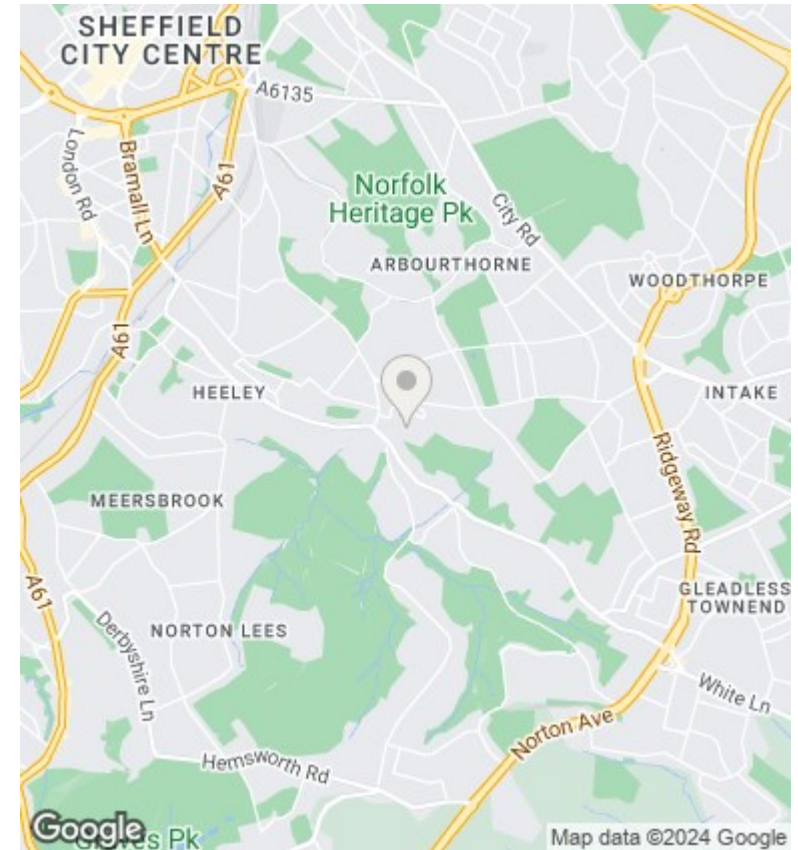 SHEFFIELD
CITY CENTRE
A6135
London Rd
Bramall Ln
A61
Norfolk
Heritage Pk
City Rd
ARBOURTHORNE
WOODTHORPE
A61
HEELEY
INTAKE
Ridgeway Rd
MEERSBROOK
A61
GLEADLESS
TOWNEND
Derbyshire Ln
NORTON LEES
White Ln
Norton Ave
Hemsworth Rd
Google
Graves Pk
Map data ©2024 Google